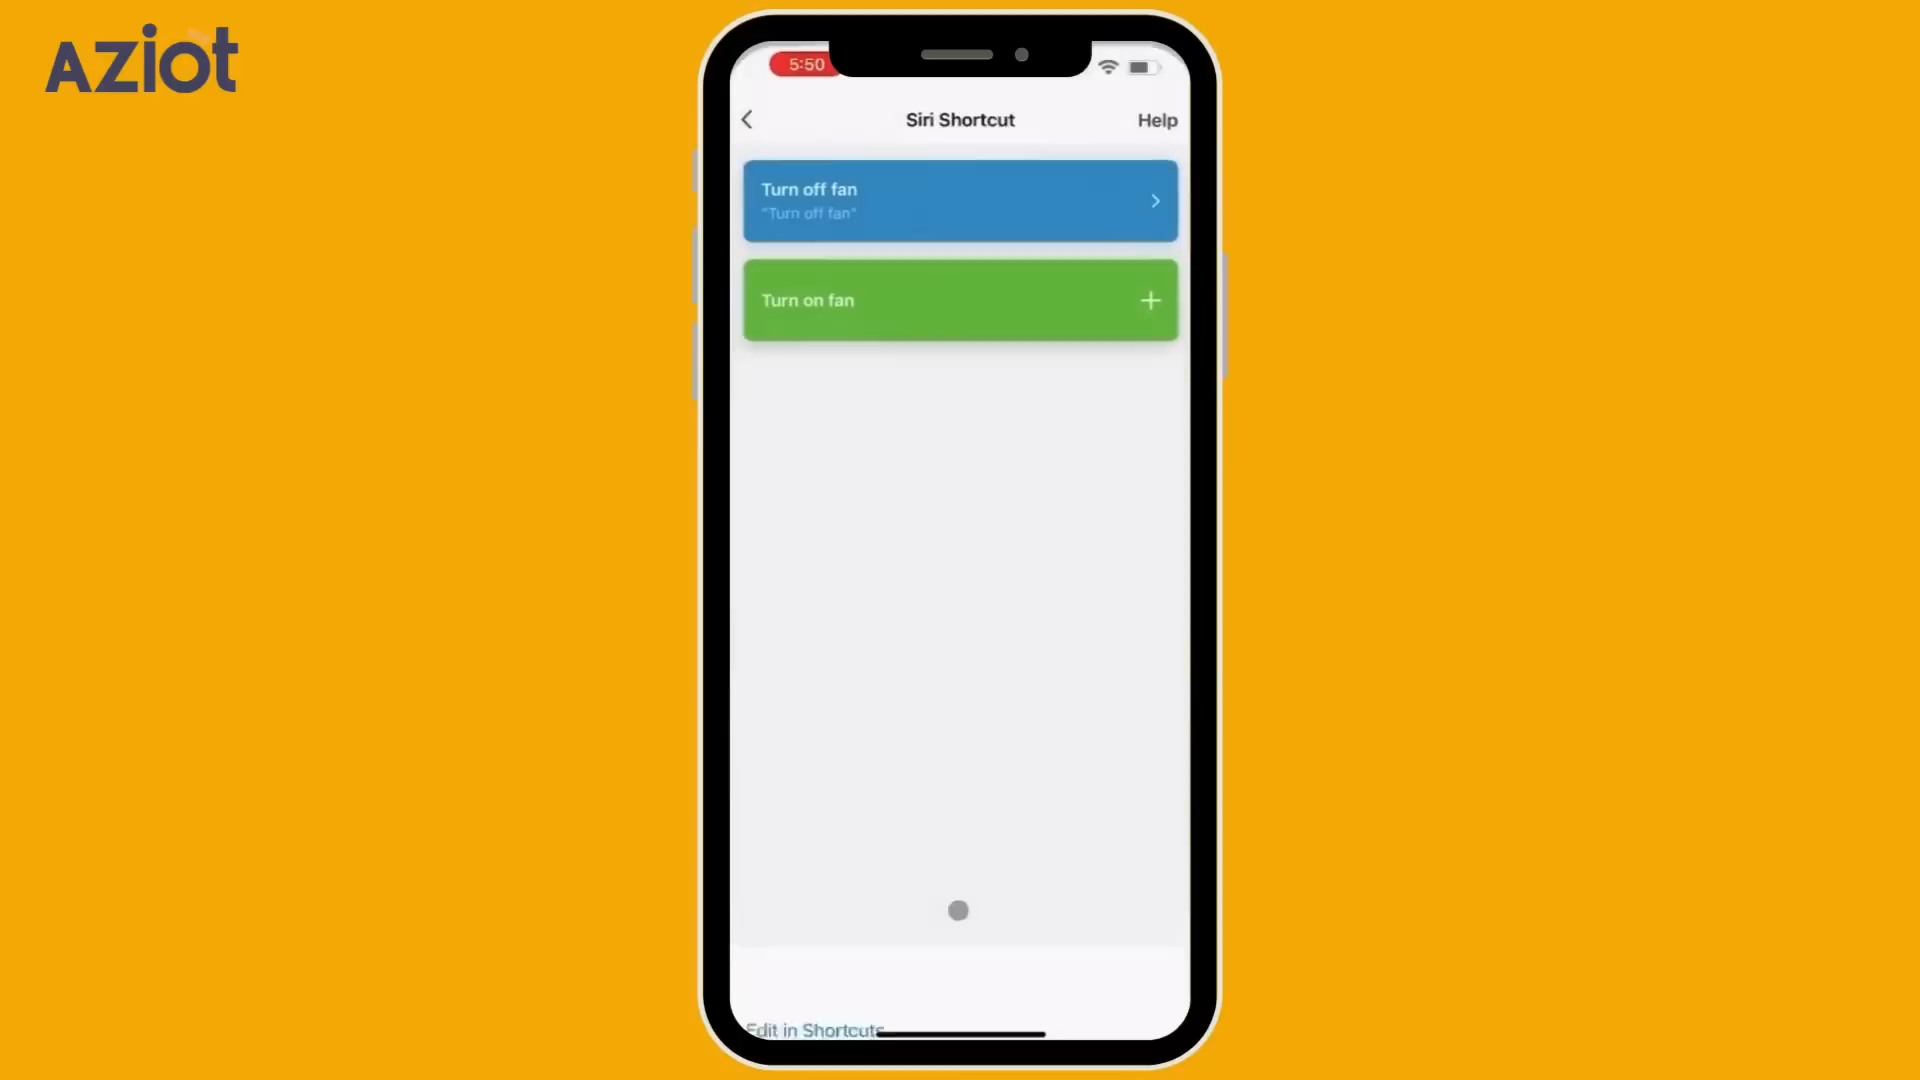 Aziot
5:50
Siri Shortcut
Help
Turn off fan
"Turn off fan"
Turn on fan
Edit in Shortcuts